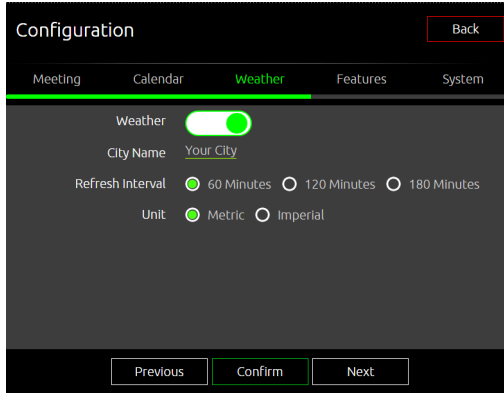 Configuration Back
Meeting Calendar Weather Features System
Weather
City Name Your City
Refresh Interval 60 Minutes 120 Minutes 180 Minutes
Unit Metric Imperial
Previous Confirm Next